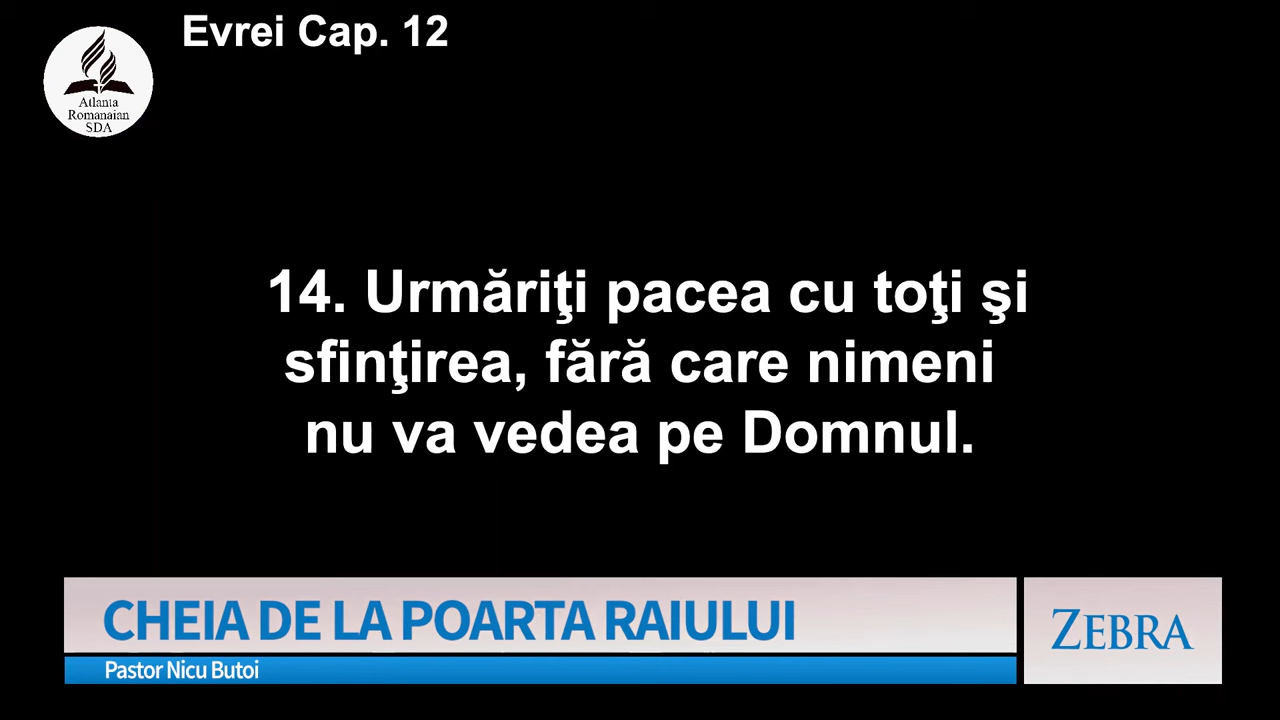 Evrei Cap. 12
Atlanta
Romanaian
SDA
14. Urmăriţi pacea cu toţi şi
sfinţirea, fără care nimeni
nu va vedea pe Domnul.
CHEIA DE LA POARTA RAIULUI
ZEBRA
Pastor Nicu Butoi